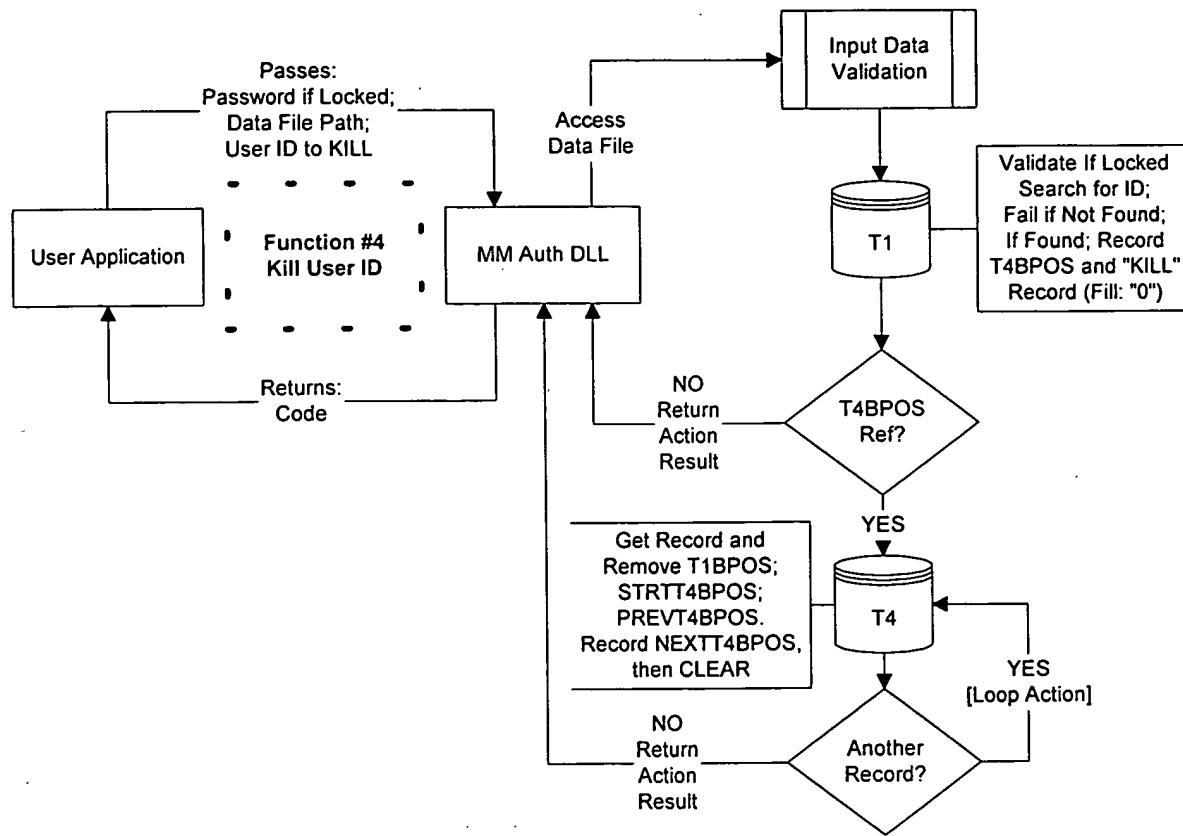 Passes:
Password if Locked;
Data File Path;
User ID to KILL
User Application
Function #4
Kill User ID
MM Auth DLL
Returns:
Code
Access
Data File
Input Data
Validation
T1
Validate If Locked
Search for ID;
Fail if Not Found;
If Found; Record
T4BPOS and "KILL"
Record (Fill: "0")
T4BPOS
Ref?
NO
Return
Action
Result
YES
Get Record and
Remove T1BPOS;
STRTT4BPOS;
PREVT4BPOS.
Record NEXTT4BPOS,
then CLEAR
T4
YES
[Loop Action]
Another
Record?
NO
Return
Action
Result